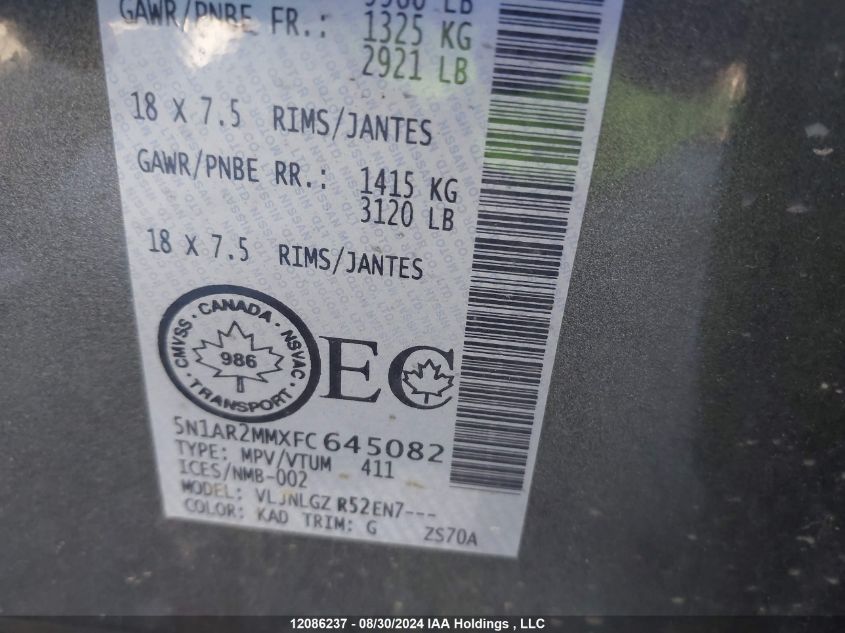 GAWR/PNBE FR.: 1325 KG
2921 LB
18 X 7.5 RIMS/JANTES
GAWR/PNBE RR.: 1415 KG
3120 LB
18 X 7.5 RIMS/JANTES
CANADA · NSVAC · TRANSPORT · CMVSS ·
986
EC
5N1AR2MMXFC645082
TYPE: MPV/VTUM 411
ICES/NMB-002
MODEL: VLJNLGZ R52EN7---
COLOR: KAD TRIM: G ZS70A
12086237 - 08/30/2024 IAA Holdings , LLC